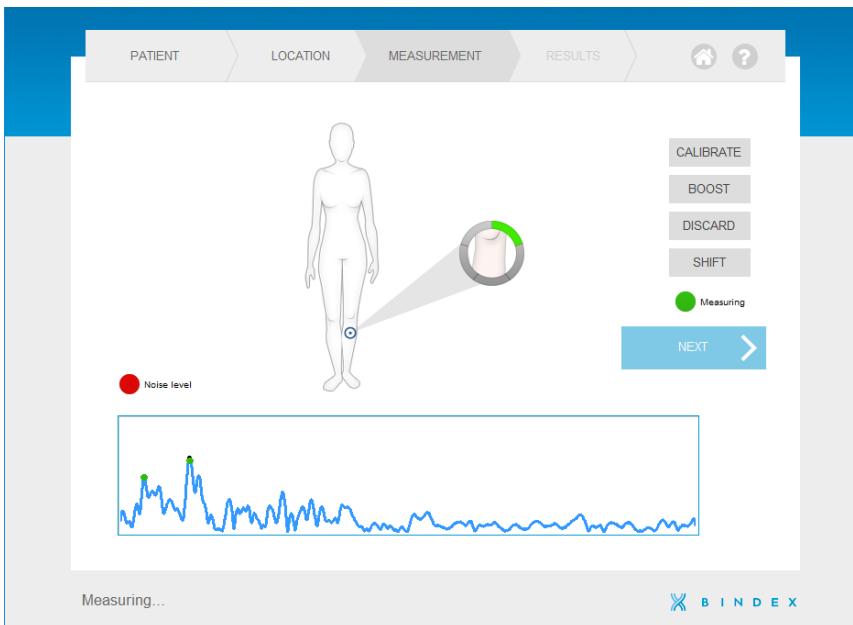 PATIENT
LOCATION
MEASUREMENT
RESULTS
?
CALIBRATE
BOOST
DISCARD
SHIFT
Measuring
NEXT
Noise level
Measuring...
BINDEX